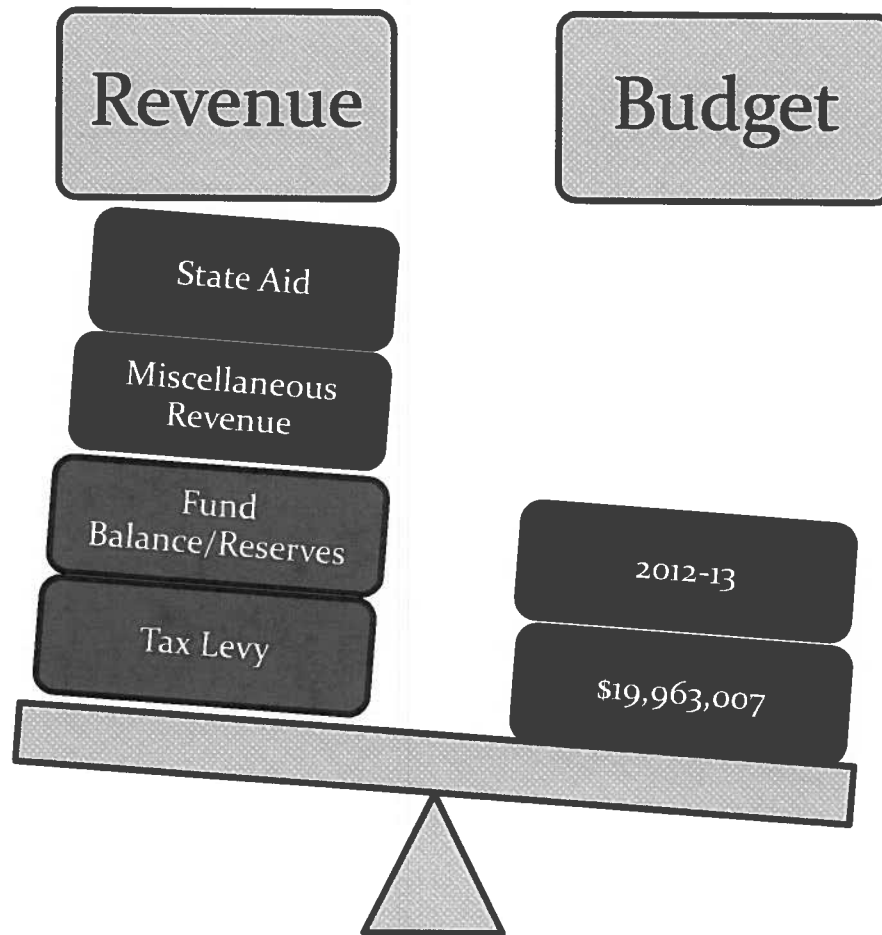 Revenue
Budget
State Aid
Miscellaneous
Revenue
Fund
Balance/Reserves
Tax Levy
2012-13
$19,963,007